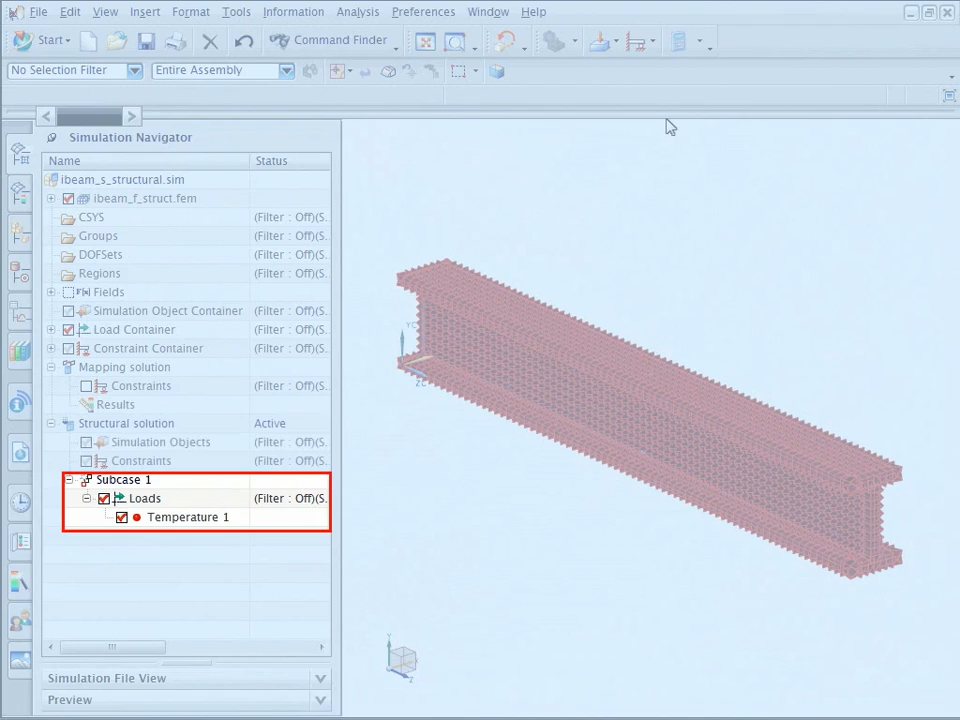 File Edit View Insert Format Tools Information Analysis Preferences Window Help
Start Command Finder
No Selection Filter Entire Assembly
Simulation Navigator
Name Status
ibeam_s_structural.sim
ibeam_f_struct.fem
CSYS (Filter : Off)(S.
Groups (Filter : Off)(S.
DOFSets (Filter : Off)(S.
Regions (Filter : Off)(S.
f(x) Fields
Simulation Object Container (Filter : Off)(S.
Load Container (Filter : Off)(S.
Constraint Container (Filter : Off)(S.
Mapping solution
Constraints (Filter : Off)(S.
Results
Structural solution Active
Simulation Objects (Filter : Off)(S.
Constraints (Filter : Off)(S.
Subcase 1
Loads (Filter : Off)(S.
Temperature 1
YC
ZC
Y
Z
Simulation File View
Preview